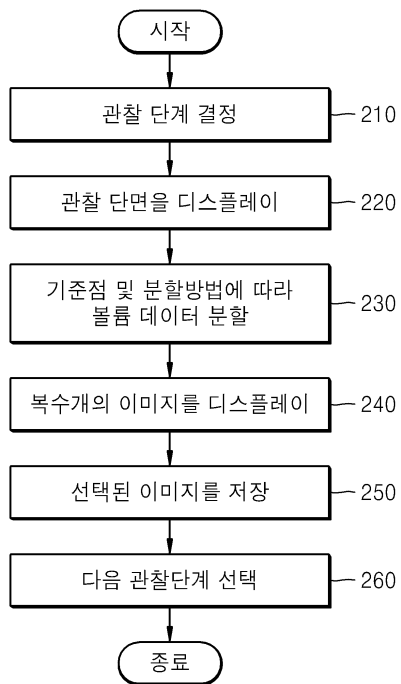 시작
관찰 단계 결정
210
관찰 단면을 디스플레이
220
기준점 및 분할방법에 따라
볼륨 데이터 분할
230
복수개의 이미지를 디스플레이
240
선택된 이미지를 저장
250
다음 관찰단계 선택
260
종료